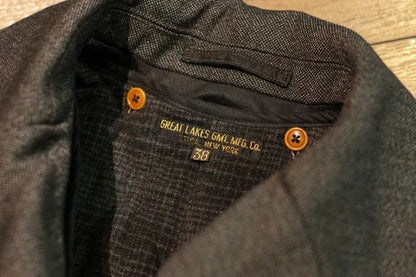 GREAT LAKES GMT. MFG. Co.
NEW YORK
38